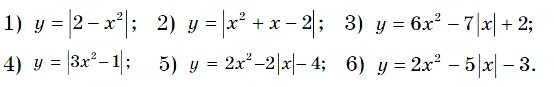 1) y = |2 − x²|; 2) y = |x² + x − 2|; 3) y = 6x² − 7|x| + 2;
4) y = |3x² − 1|; 5) y = 2x² − 2|x| − 4; 6) y = 2x² − 5|x| − 3.